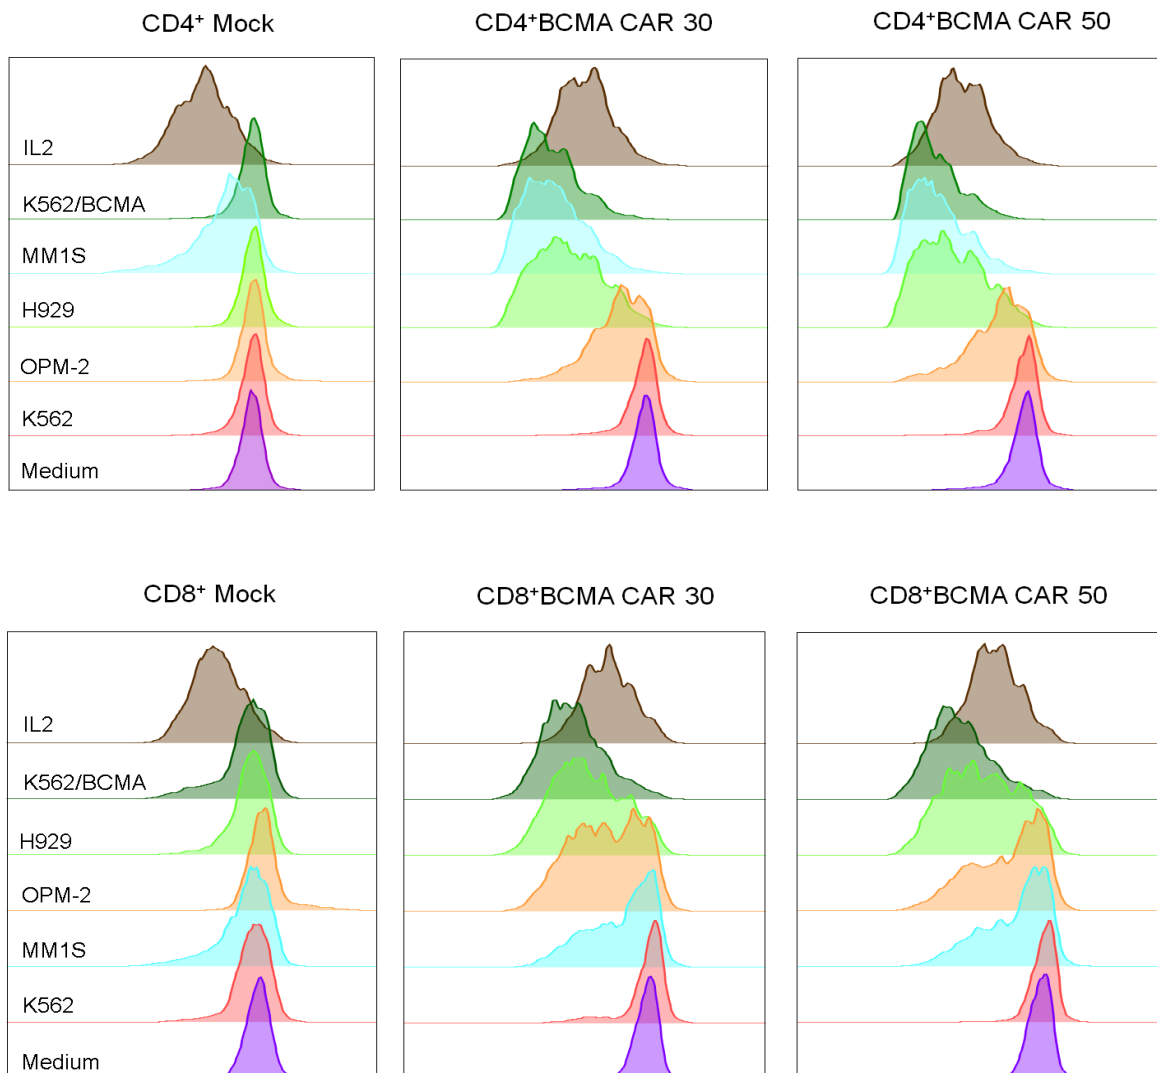 CD4⁺ Mock
CD4⁺BCMA CAR 30
CD4⁺BCMA CAR 50
IL2
K562/BCMA
MM1S
H929
OPM-2
K562
Medium
CD8⁺ Mock
CD8⁺BCMA CAR 30
CD8⁺BCMA CAR 50
IL2
K562/BCMA
H929
OPM-2
MM1S
K562
Medium